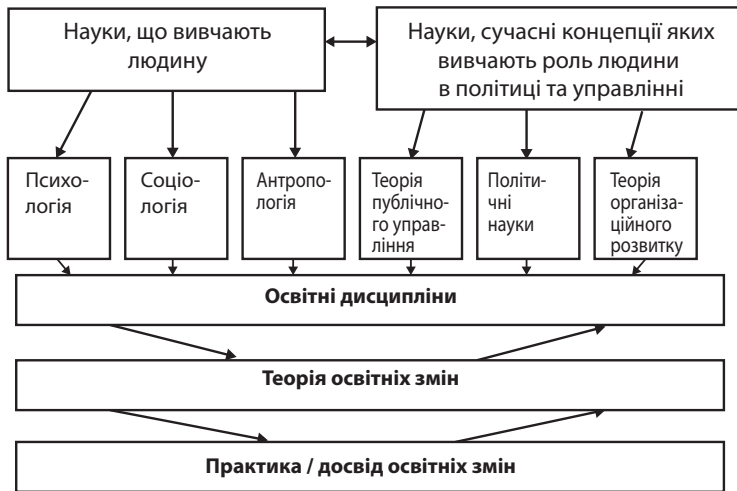 Науки, що вивчають
людину
Науки, сучасні концепції яких
вивчають роль людини
в політиці та управлінні
Психо-
логія
Соціо-
логія
Антропо-
логія
Теорія
публічно-
го управ-
ління
Політи-
чні
науки
Теорія
організа-
ційного
розвитку
Освітні дисципліни
Теорія освітніх змін
Практика / досвід освітніх змін